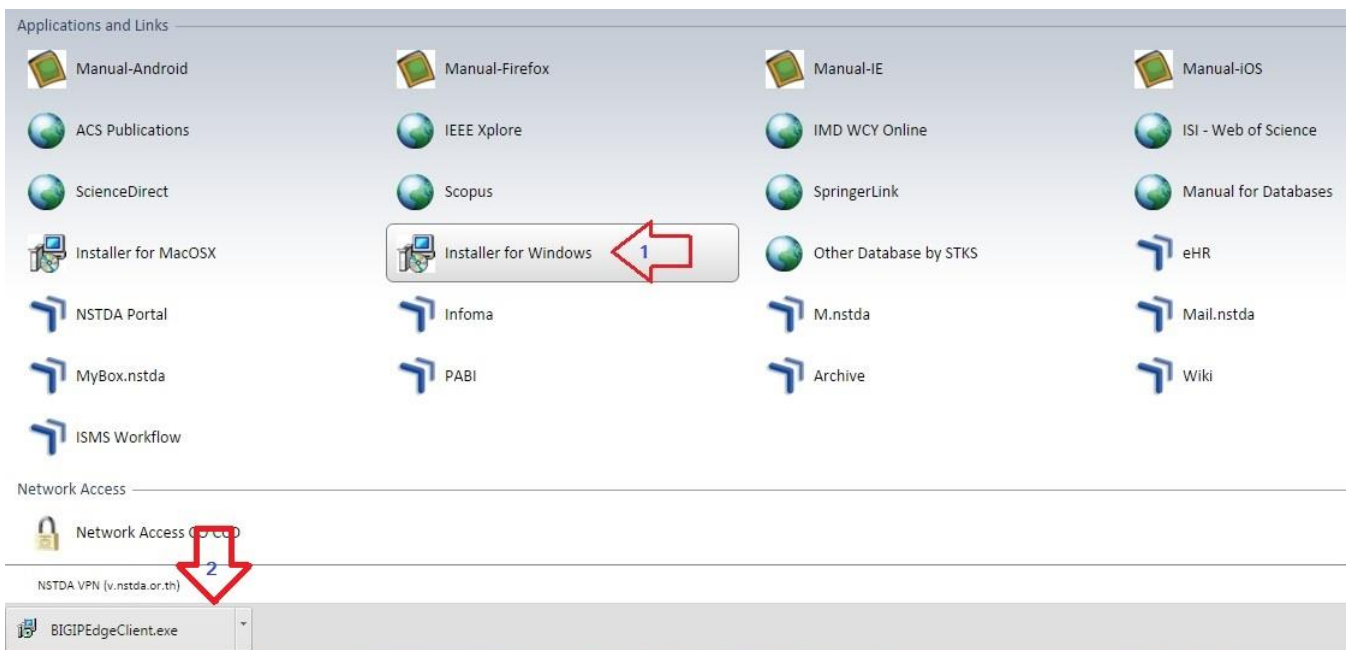 Applications and Links
Manual-Android Manual-Firefox Manual-IE Manual-iOS
ACS Publications IEEE Xplore IMD WCY Online ISI - Web of Science
ScienceDirect Scopus SpringerLink Manual for Databases
Installer for MacOSX Installer for Windows 1 Other Database by STKS eHR
NSTDA Portal Infoma M.nstda Mail.nstda
MyBox.nstda PABI Archive Wiki
ISMS Workflow
Network Access
Network Access
2
NSTDA VPN (v.nstda.or.th)
BIGIPEdgeClient.exe